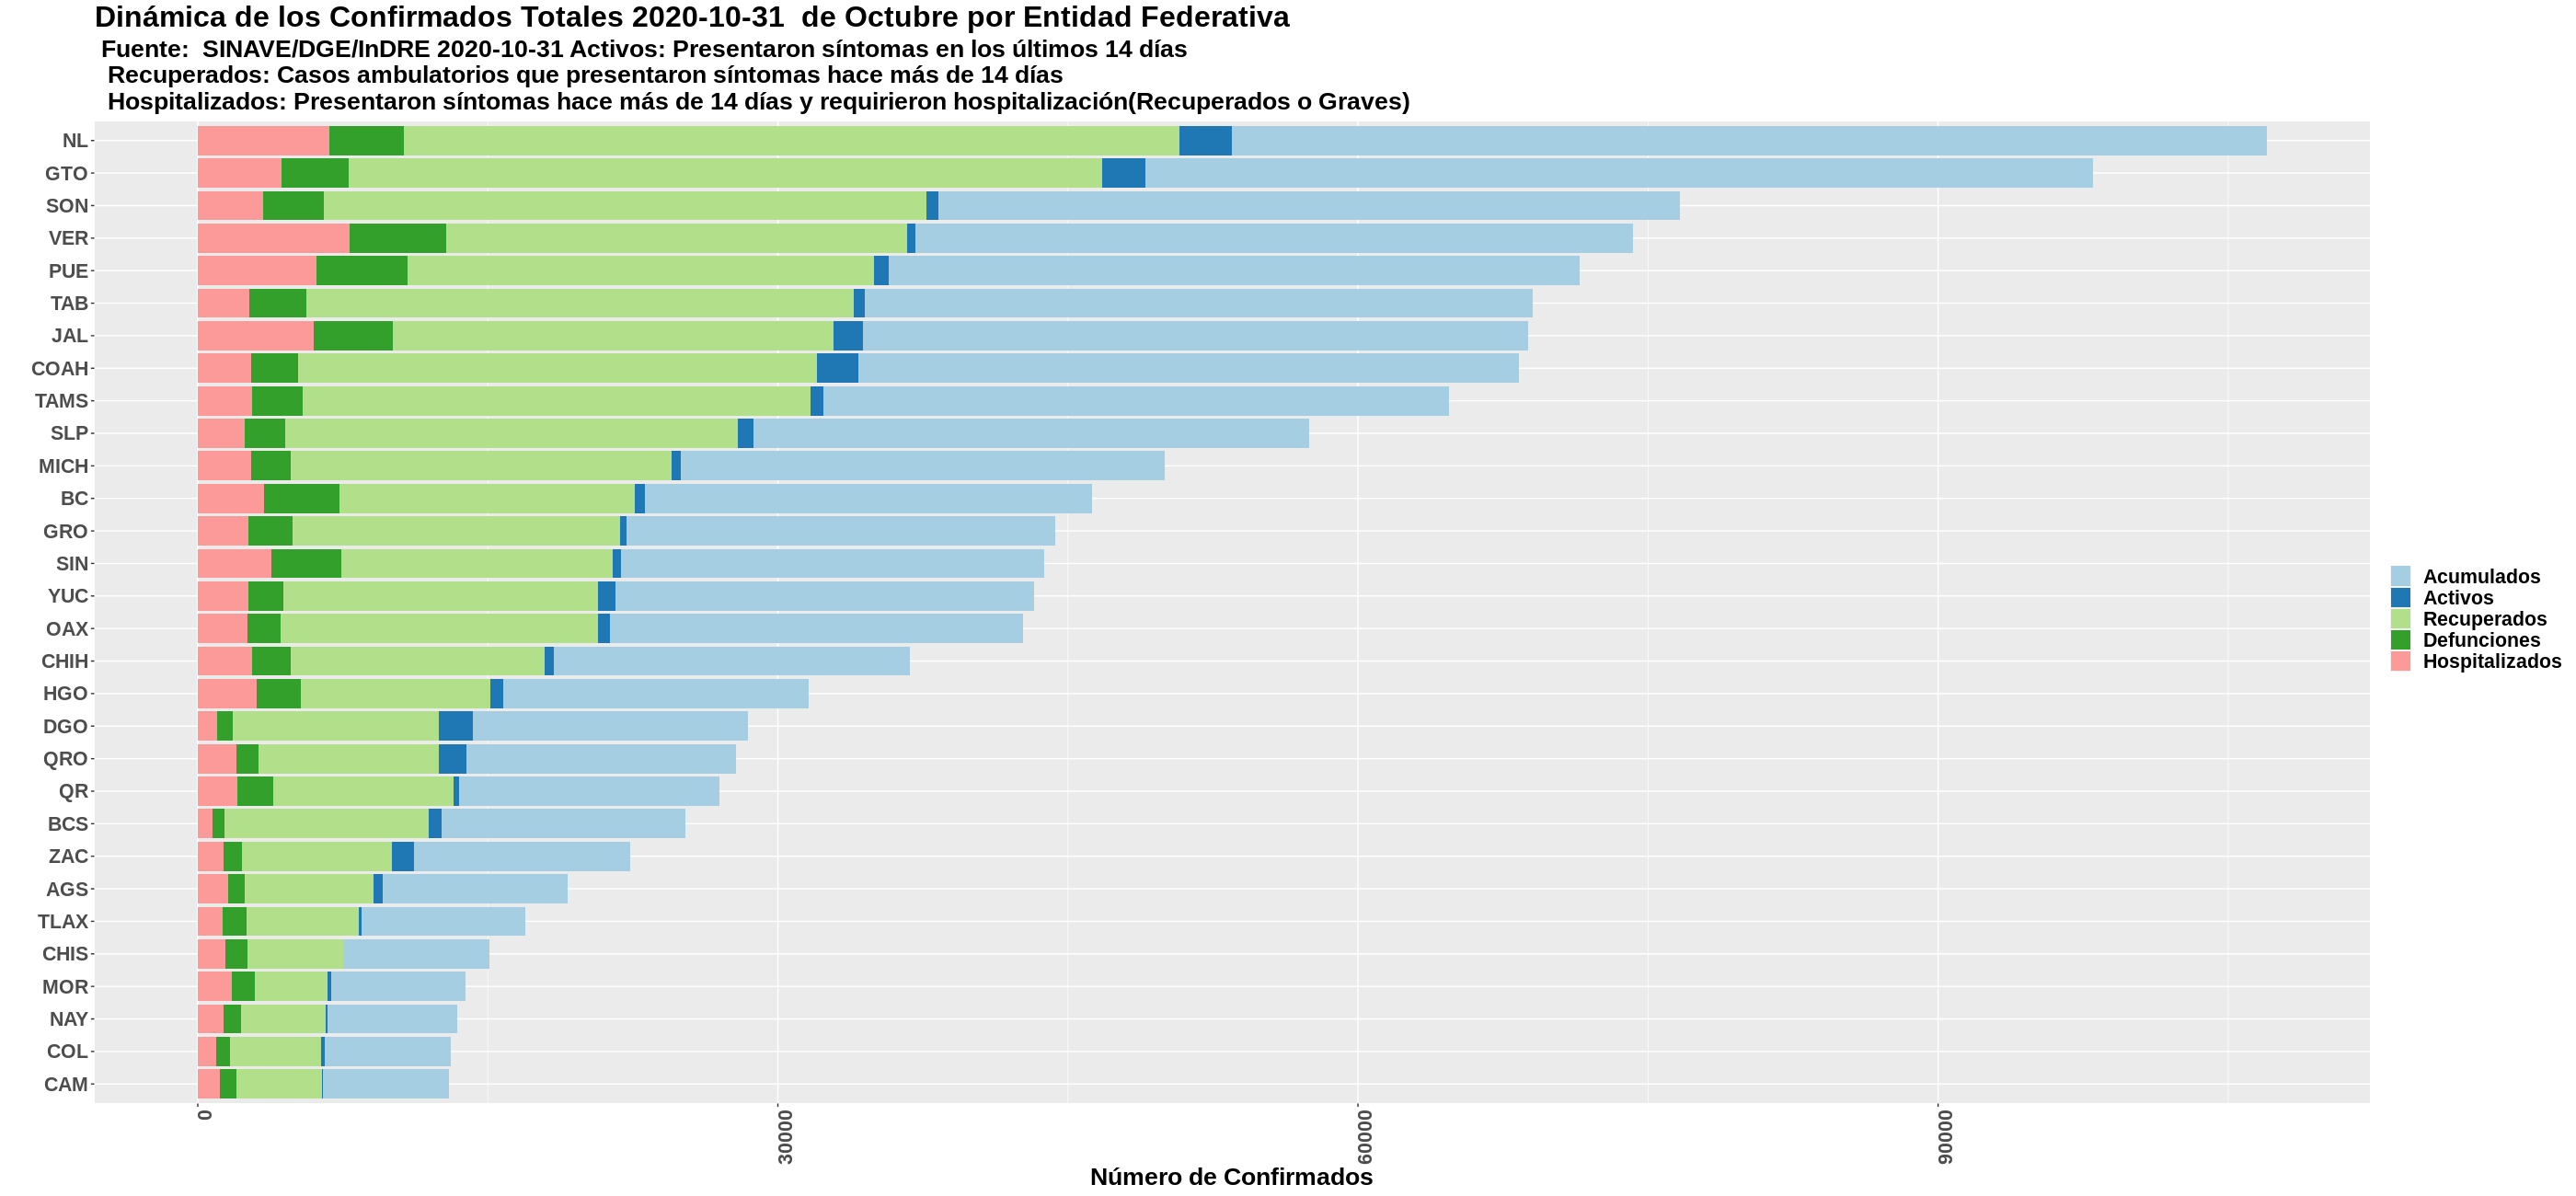 Dinámica de los Confirmados Totales 2020-10-31  de Octubre por Entidad Federativa
Fuente:  SINAVE/DGE/InDRE 2020-10-31 Activos: Presentaron síntomas en los últimos 14 días
Recuperados: Casos ambulatorios que presentaron síntomas hace más de 14 días
Hospitalizados: Presentaron síntomas hace más de 14 días y requirieron hospitalización(Recuperados o Graves)
NL
GTO
SON
VER
PUE
TAB
JAL
COAH
TAMS
SLP
MICH
BC
GRO
SIN
YUC
OAX
CHIH
HGO
DGO
QRO
QR
BCS
ZAC
AGS
TLAX
CHIS
MOR
NAY
COL
CAM
0
30000
60000
90000
Número de Confirmados
Acumulados
Activos
Recuperados
Defunciones
Hospitalizados